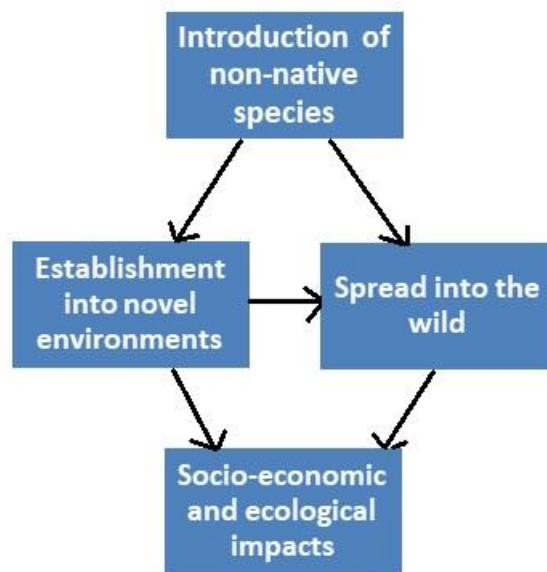 Introduction of
non-native
species
Establishment
into novel
environments
Spread into the
wild
Socio-economic
and ecological
impacts